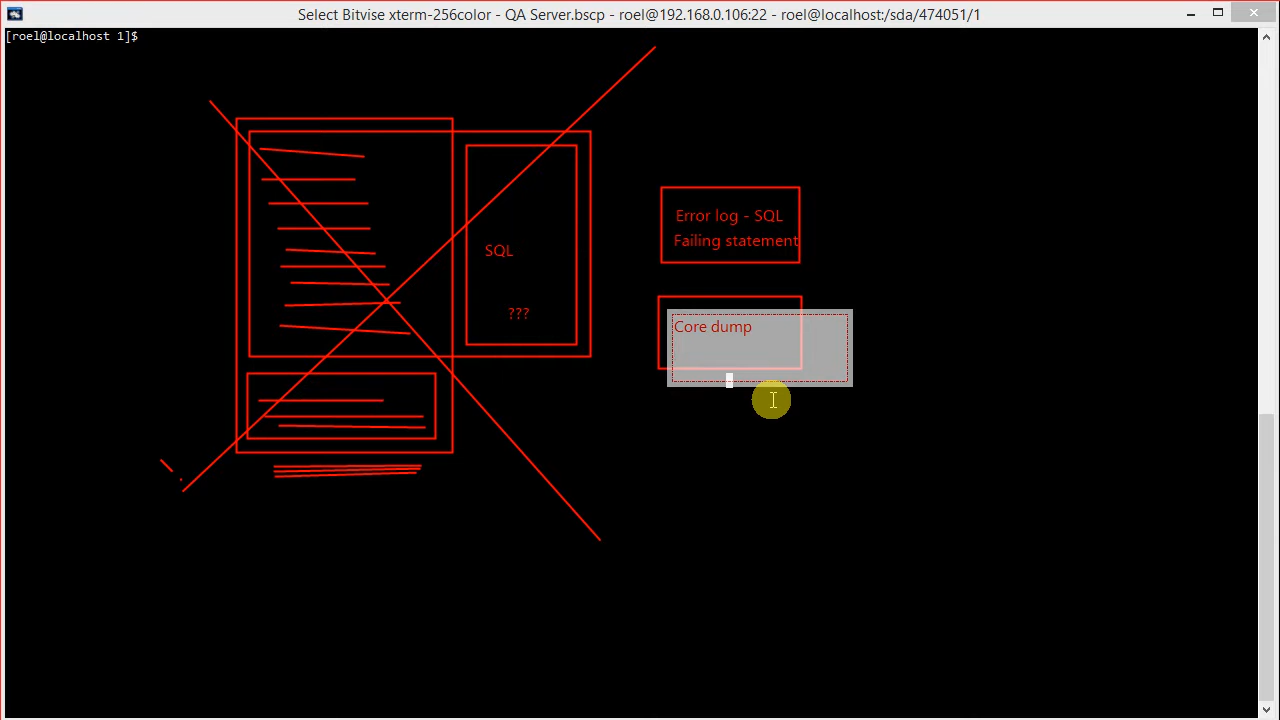 Select Bitvise xterm-256color - QA Server.bscp - roel@192.168.0.106:22 - roel@localhost:/sda/474051/1
[roel@localhost 1]$
SQL
???
Error log - SQL
Failing statement
Core dump